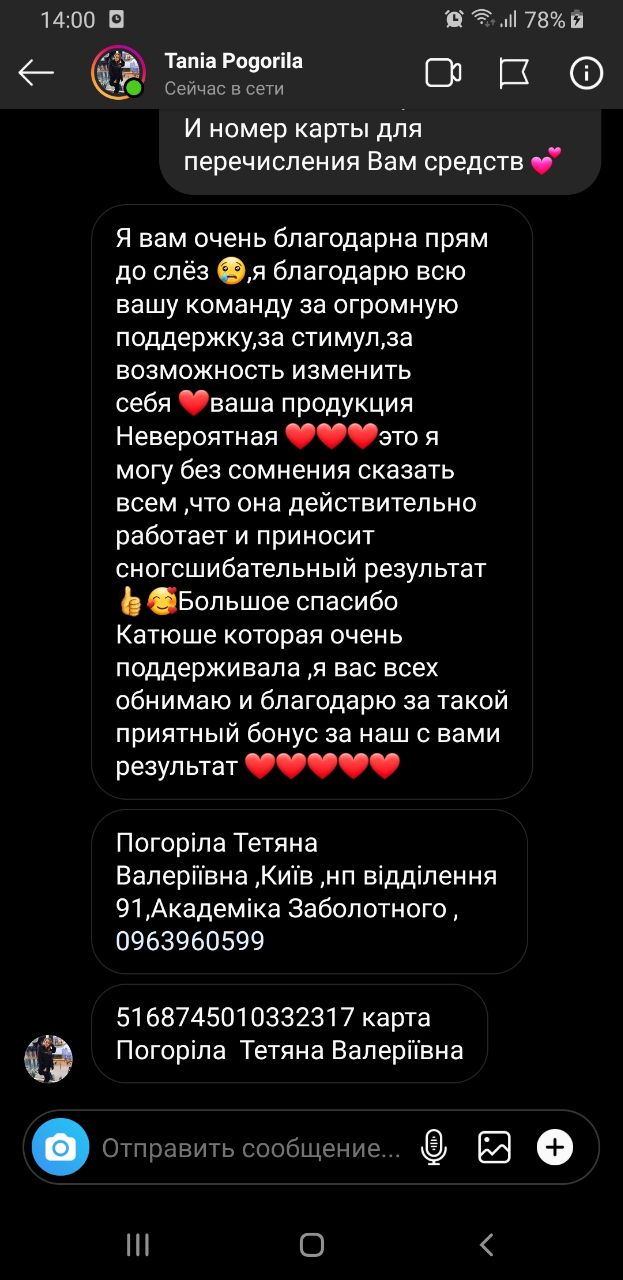 14:00
78%
Tania Pogorila
Сейчас в сети
И номер карты для
перечисления Вам средств 💕
Я вам очень благодарна прям
до слёз 😢,я благодарю всю
вашу команду за огромную
поддержку,за стимул,за
возможность изменить
себя ❤️ваша продукция
Невероятная ❤️❤️❤️это я
могу без сомнения сказать
всем ,что она действительно
работает и приносит
сногсшибательный результат
👍🥰Большое спасибо
Катюше которая очень
поддерживала ,я вас всех
обнимаю и благодарю за такой
приятный бонус за наш с вами
результат ❤️❤️❤️❤️❤️
Погоріла Тетяна
Валеріївна ,Київ ,нп відділення
91,Академіка Заболотного ,
0963960599
5168745010332317 карта
Погоріла  Тетяна Валеріївна
Отправить сообщение...